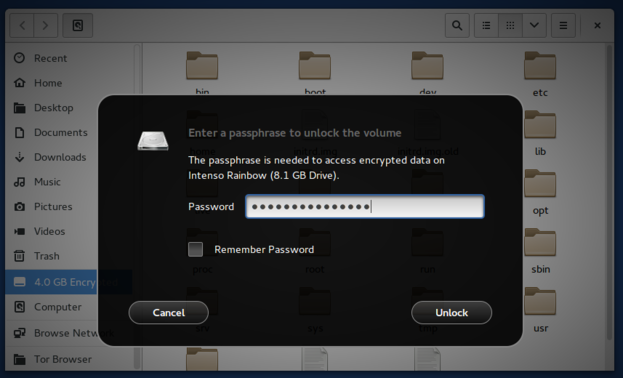 Recent
Home
Desktop
Documents
Downloads
Music
Pictures
Videos
Trash
4.0 GB Encry
Computer
Browse Netw
Tor Browser
bin
boot
dev
etc
lib
opt
proc
root
run
sbin
srv
sys
tmp
usr
Enter a passphrase to unlock the volume
The passphrase is needed to access encrypted data on
Intenso Rainbow (8.1 GB Drive).
Password
Remember Password
Cancel
Unlock